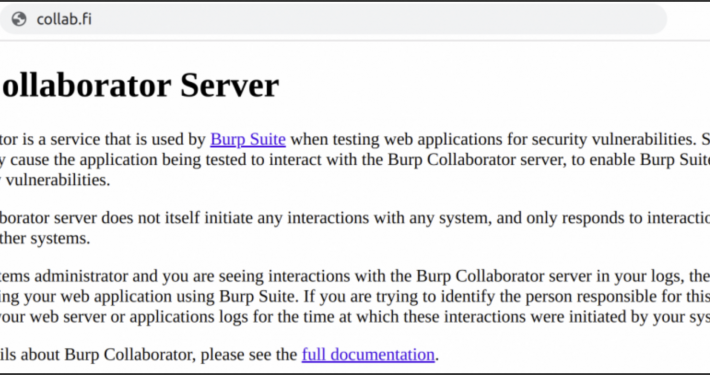 collab.fi
ollaborator Server
tor is a service that is used by Burp Suite when testing web applications for security vulnerabilities. S
y cause the application being tested to interact with the Burp Collaborator server, to enable Burp Suite
vulnerabilities.
borator server does not itself initiate any interactions with any system, and only responds to interactio
ther systems.
tems administrator and you are seeing interactions with the Burp Collaborator server in your logs, the
ing your web application using Burp Suite. If you are trying to identify the person responsible for this
your web server or applications logs for the time at which these interactions were initiated by your sys
ils about Burp Collaborator, please see the full documentation.